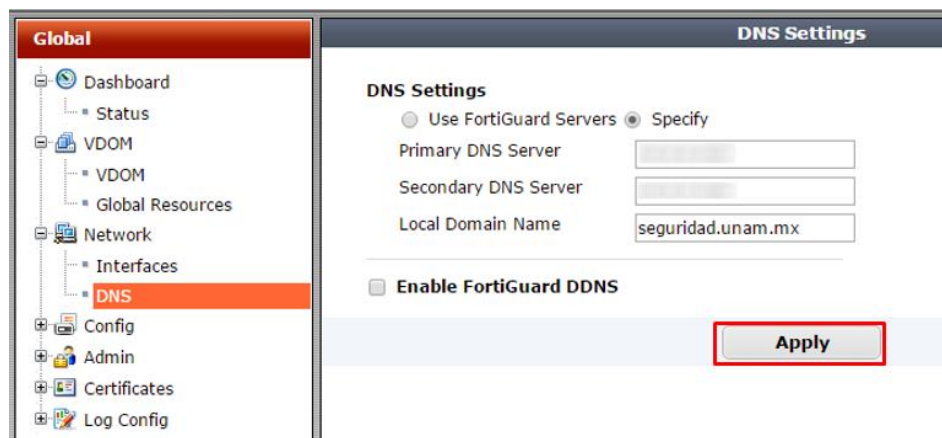 Global
Dashboard
Status
VDOM
VDOM
Global Resources
Network
Interfaces
DNS
Config
Admin
Certificates
Log Config
DNS Settings
DNS Settings
Use FortiGuard Servers Specify
Primary DNS Server
Secondary DNS Server
Local Domain Name seguridad.unam.mx
Enable FortiGuard DDNS
Apply